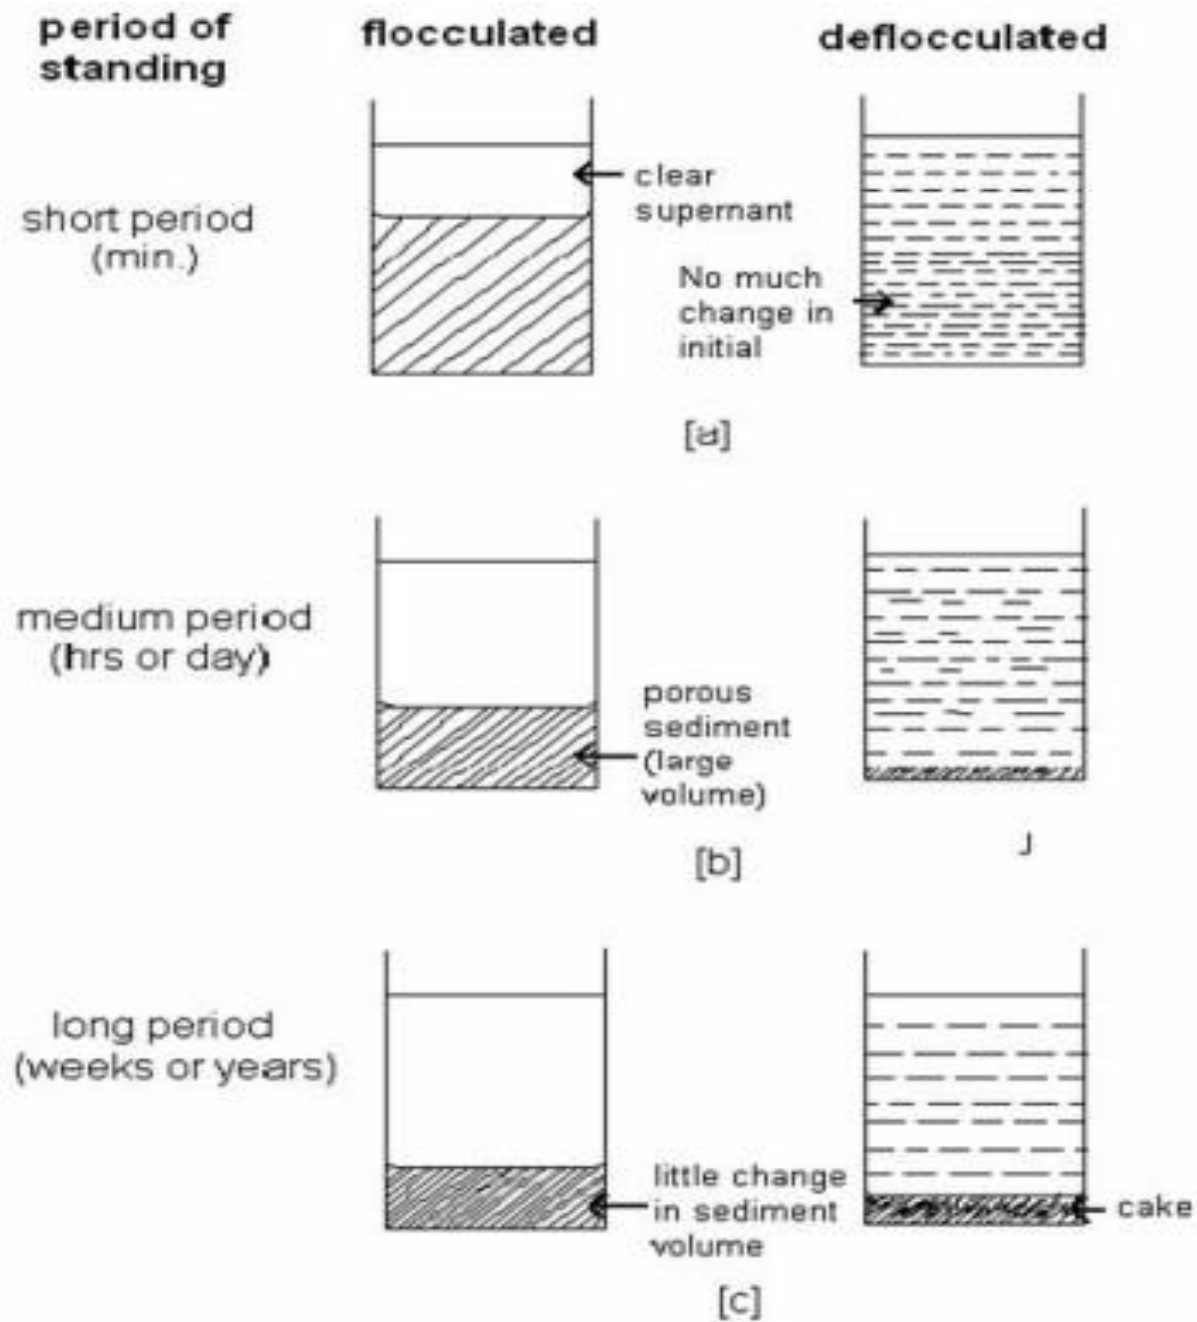 period of
standing
flocculated
deflocculated
short period
(min.)
clear
supernant
No much
change in
initial
[a]
medium period
(hrs or day)
porous
sediment
(large
volume)
[b]
J
long period
(weeks or years)
little change
in sediment
volume
cake
[c]